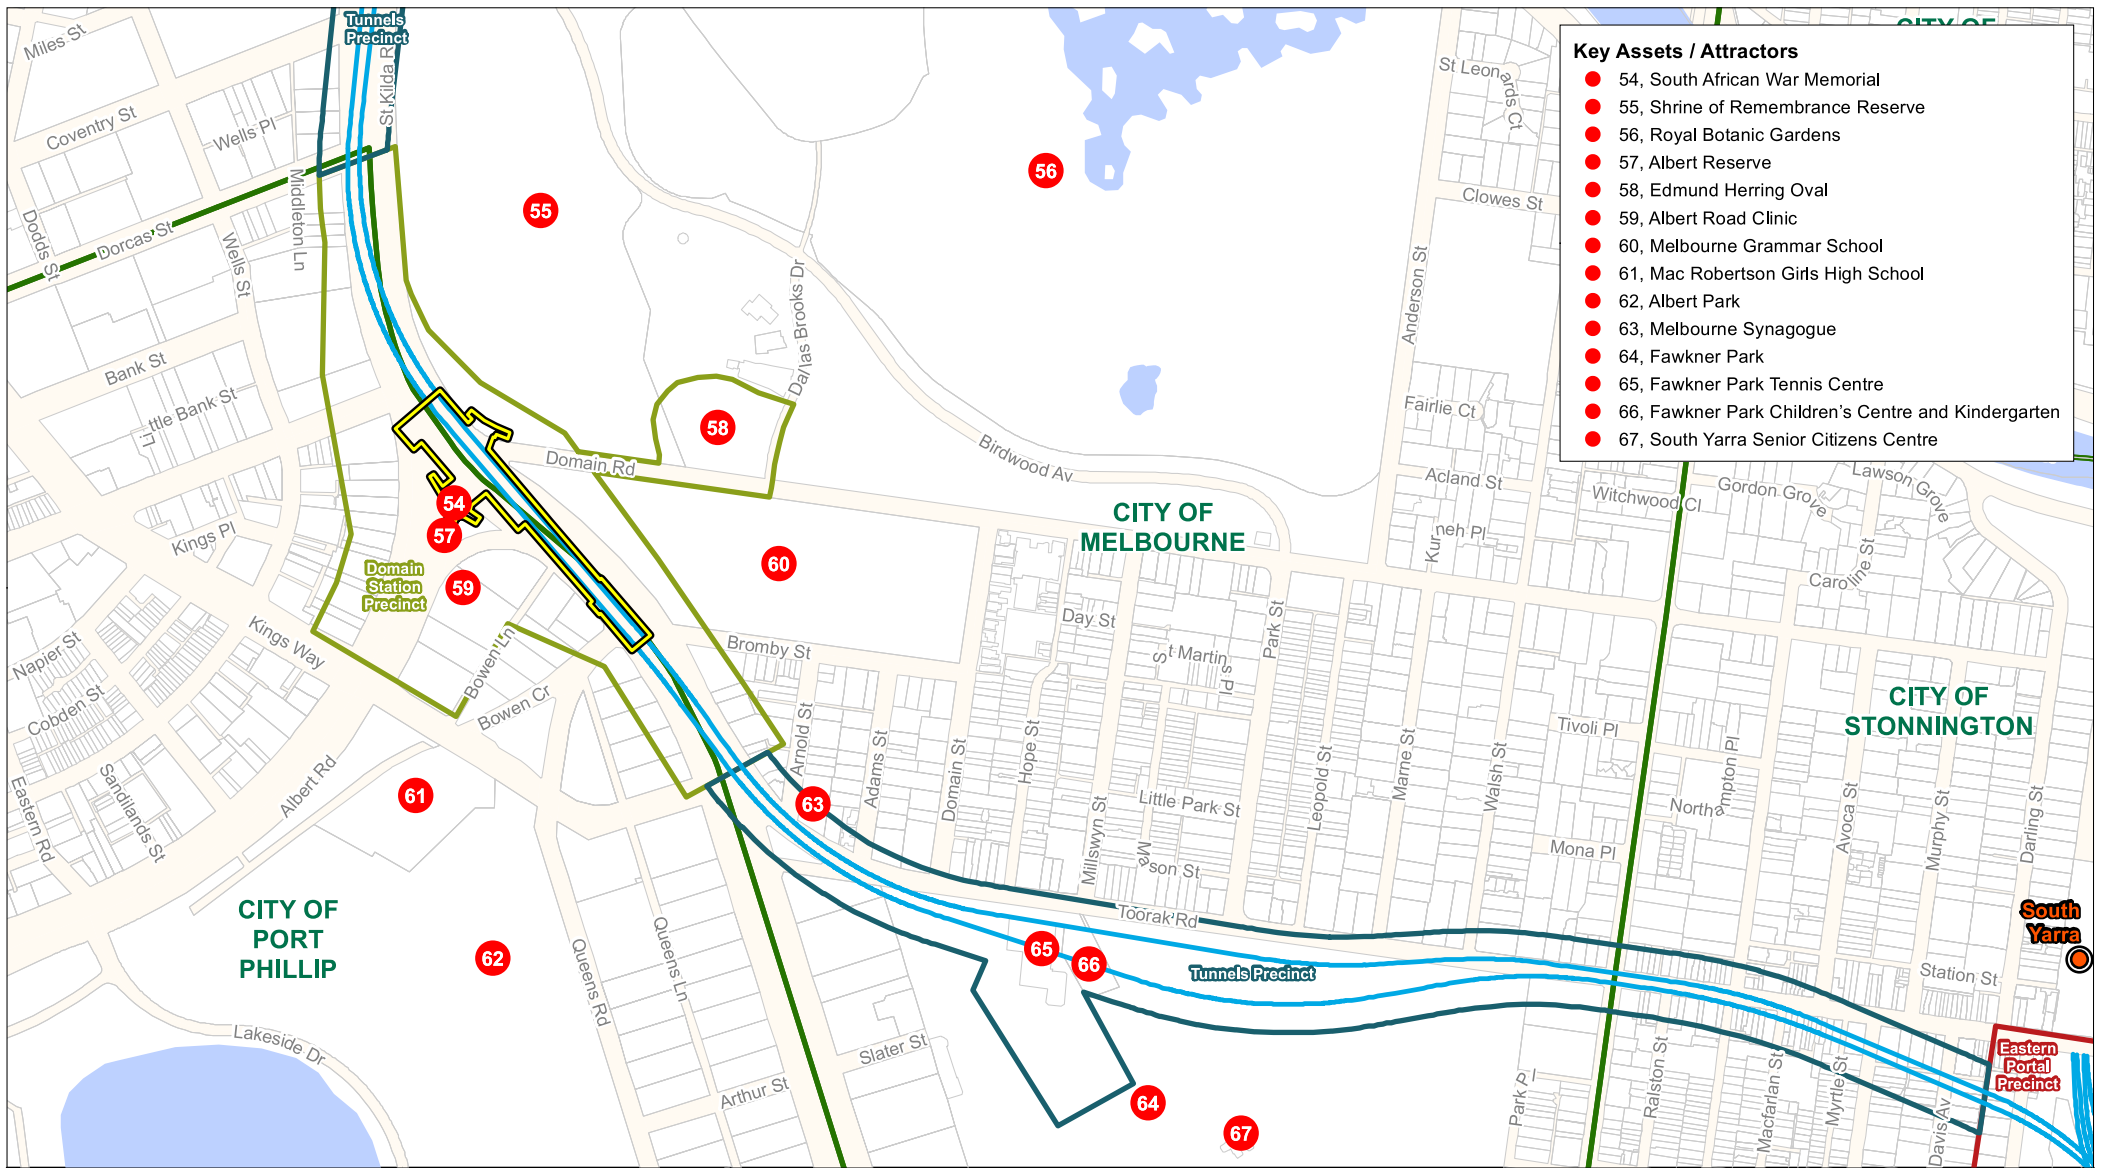 Tunnels
Precinct
CITY OF
Miles St
St Kilda R
Coventry St
Wells Pl
Middleton Ln
Dodds St
Dorcas St
Wells St
Bank St
ttle Bank St
Kings Pl
Kings Way
Napier St
Cobden St
Eastern Rd
Sandilands St
Albert Rd
Bowen Ln
Bowen Cr
Domain
Station
Precinct
55
56
58
54
57
59
60
61
62
63
65
66
64
67
Dallas Brooks Dr
Domain Rd
Birdwood Av
Anderson St
St Leonards Ct
Clowes St
Fairlie Ct
Acland St
Witchwood Cl
Gordon Grove
Lawson Grove
Caroline St
CITY OF
MELBOURNE
Bromby St
Arnold St
Adams St
Domain St
Hope St
Day St
Millswyn St
St Martins Pl
Park St
Little Park St
Mason St
Leopold St
Marne St
Walsh St
Tivoli Pl
Mona Pl
CITY OF
STONNINGTON
Avoca St
Murphy St
Darling St
South
Yarra
Station St
Toorak Rd
Tunnels Precinct
CITY OF
PORT
PHILLIP
Lakeside Dr
Queens Rd
Queens Ln
Arthur St
Slater St
Park Pl
Ralston St
Macfarlan St
Myrtle St
Davis Av
Eastern
Portal
Precinct
Key Assets / Attractors
54, South African War Memorial
55, Shrine of Remembrance Reserve
56, Royal Botanic Gardens
57, Albert Reserve
58, Edmund Herring Oval
59, Albert Road Clinic
60, Melbourne Grammar School
61, Mac Robertson Girls High School
62, Albert Park
63, Melbourne Synagogue
64, Fawkner Park
65, Fawkner Park Tennis Centre
66, Fawkner Park Children’s Centre and Kindergarten
67, South Yarra Senior Citizens Centre